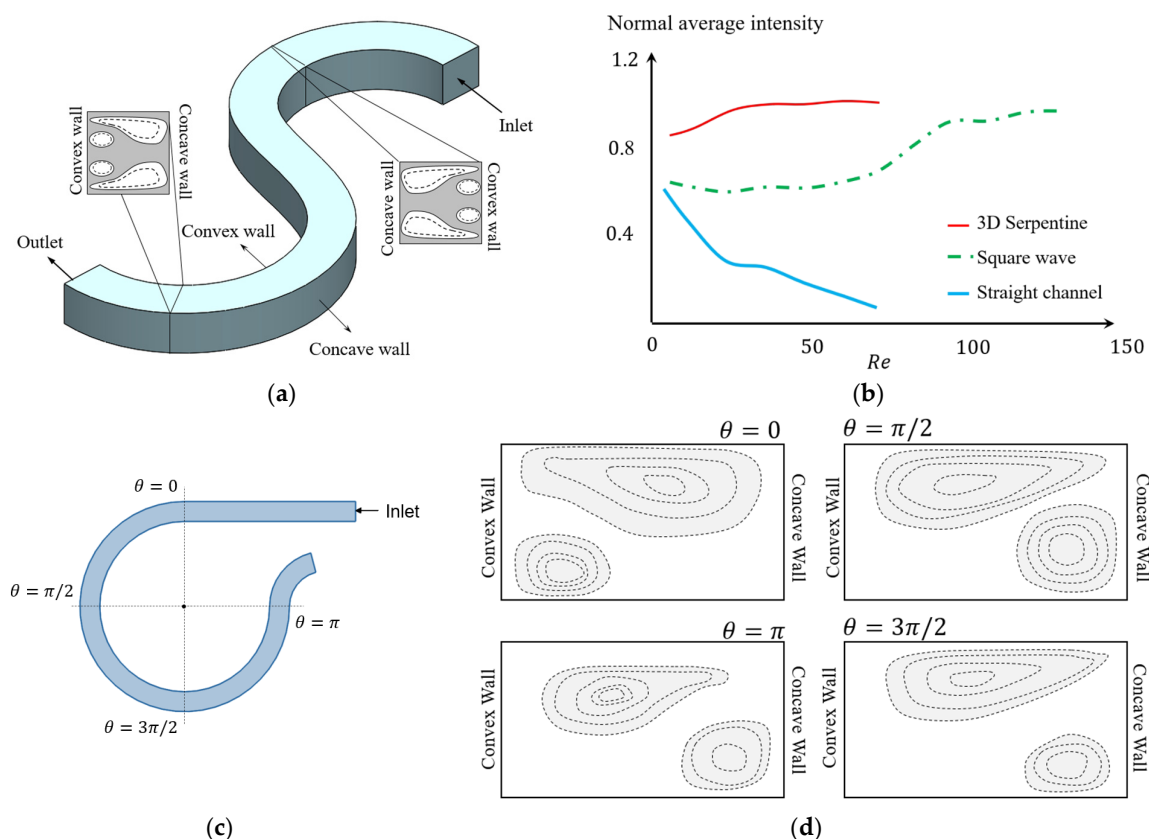 Inlet
Convex wall
Concave wall
Concave wall
Convex wall
Convex wall
Outlet
Concave wall
(a)
Normal average intensity
1.2
0.8
0.4
3D Serpentine
Square wave
Straight channel
0
50
100
150
Re
(b)
θ = 0
Inlet
θ = π/2
θ = π
θ = 3π/2
(c)
θ = 0
Convex Wall
Concave Wall
θ = π/2
Convex Wall
Concave Wall
θ = π
Convex Wall
Concave Wall
θ = 3π/2
Convex Wall
Concave Wall
(d)